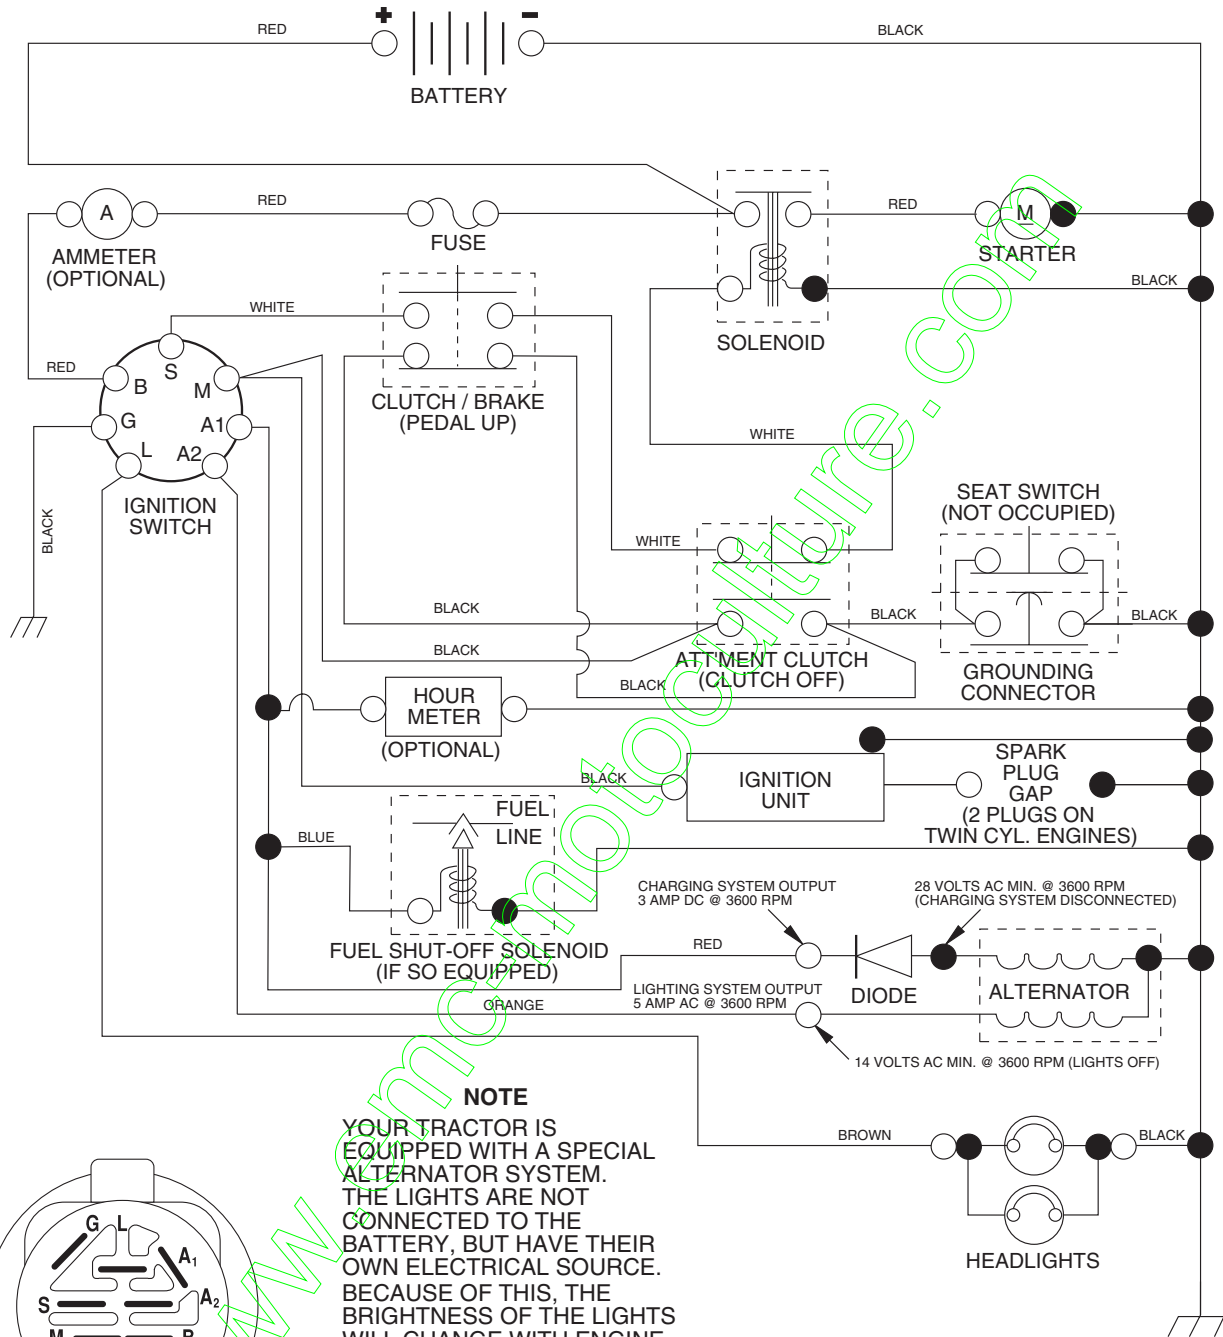 + -
RED
BLACK
BATTERY
A
RED
FUSE
RED
M
STARTER
AMMETER
(OPTIONAL)
WHITE
BLACK
SOLENOID
RED
S
B
M
G
A1
L
A2
IGNITION
SWITCH
CLUTCH / BRAKE
(PEDAL UP)
WHITE
BLACK
SEAT SWITCH
(NOT OCCUPIED)
WHITE
BLACK
BLACK
BLACK
BLACK
ATT'MENT CLUTCH
(CLUTCH OFF)
GROUNDING
CONNECTOR
BLACK
HOUR
METER
(OPTIONAL)
BLACK
IGNITION
UNIT
SPARK
PLUG
GAP
(2 PLUGS ON
TWIN CYL. ENGINES)
FUEL
LINE
BLUE
FUEL SHUT-OFF SOLENOID
(IF SO EQUIPPED)
CHARGING SYSTEM OUTPUT
3 AMP DC @ 3600 RPM
28 VOLTS AC MIN. @ 3600 RPM
(CHARGING SYSTEM DISCONNECTED)
RED
DIODE
ALTERNATOR
LIGHTING SYSTEM OUTPUT
5 AMP AC @ 3600 RPM
ORANGE
14 VOLTS AC MIN. @ 3600 RPM (LIGHTS OFF)
NOTE
YOUR TRACTOR IS
EQUIPPED WITH A SPECIAL
ALTERNATOR SYSTEM.
THE LIGHTS ARE NOT
CONNECTED TO THE
BATTERY, BUT HAVE THEIR
OWN ELECTRICAL SOURCE.
BECAUSE OF THIS, THE
BRIGHTNESS OF THE LIGHTS
WILL CHANGE WITH ENGINE
BROWN
BLACK
HEADLIGHTS
G L
A1
A2
S
M
B
www.emc-motoculture.com